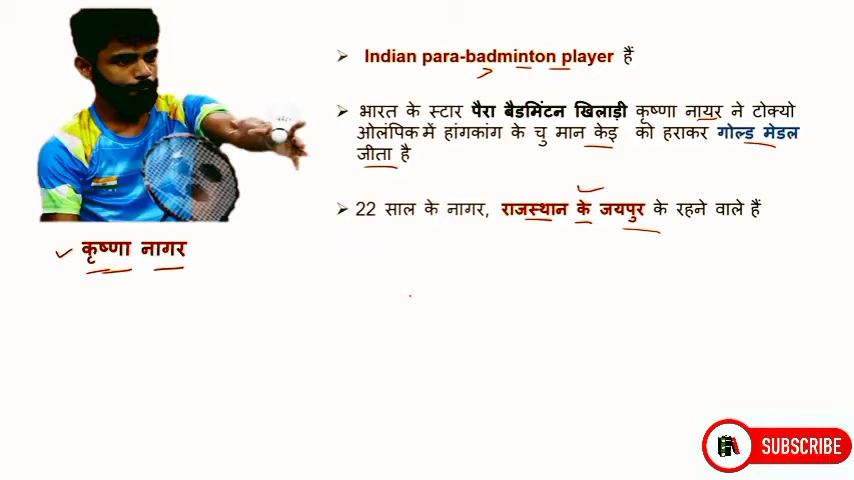 Indian para-badminton player हैं
भारत के स्टार पैरा बैडमिंटन खिलाड़ी कृष्णा नायर ने टोक्यो
ओलंपिक में हांगकांग के चु मान केइ को हराकर गोल्ड मेडल
जीता है
22 साल के नागर, राजस्थान के जयपुर के रहने वाले हैं
कृष्णा नागर
SUBSCRIBE